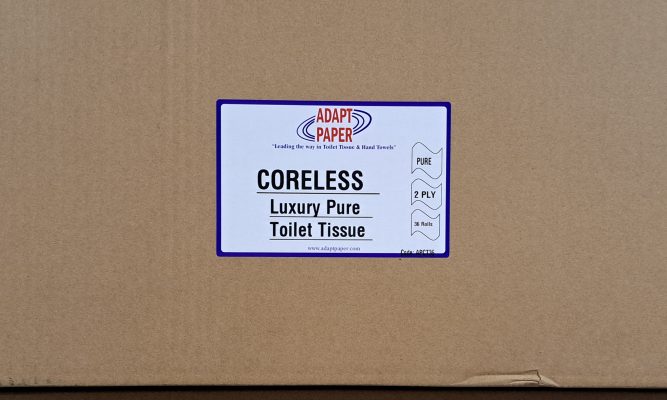 ADAPT
PAPER
"Leading the way in Toilet Tissue & Hand Towels"
CORELESS
Luxury Pure
Toilet Tissue
PURE
2 PLY
36 Rolls
www.adaptpaper.com
Code: